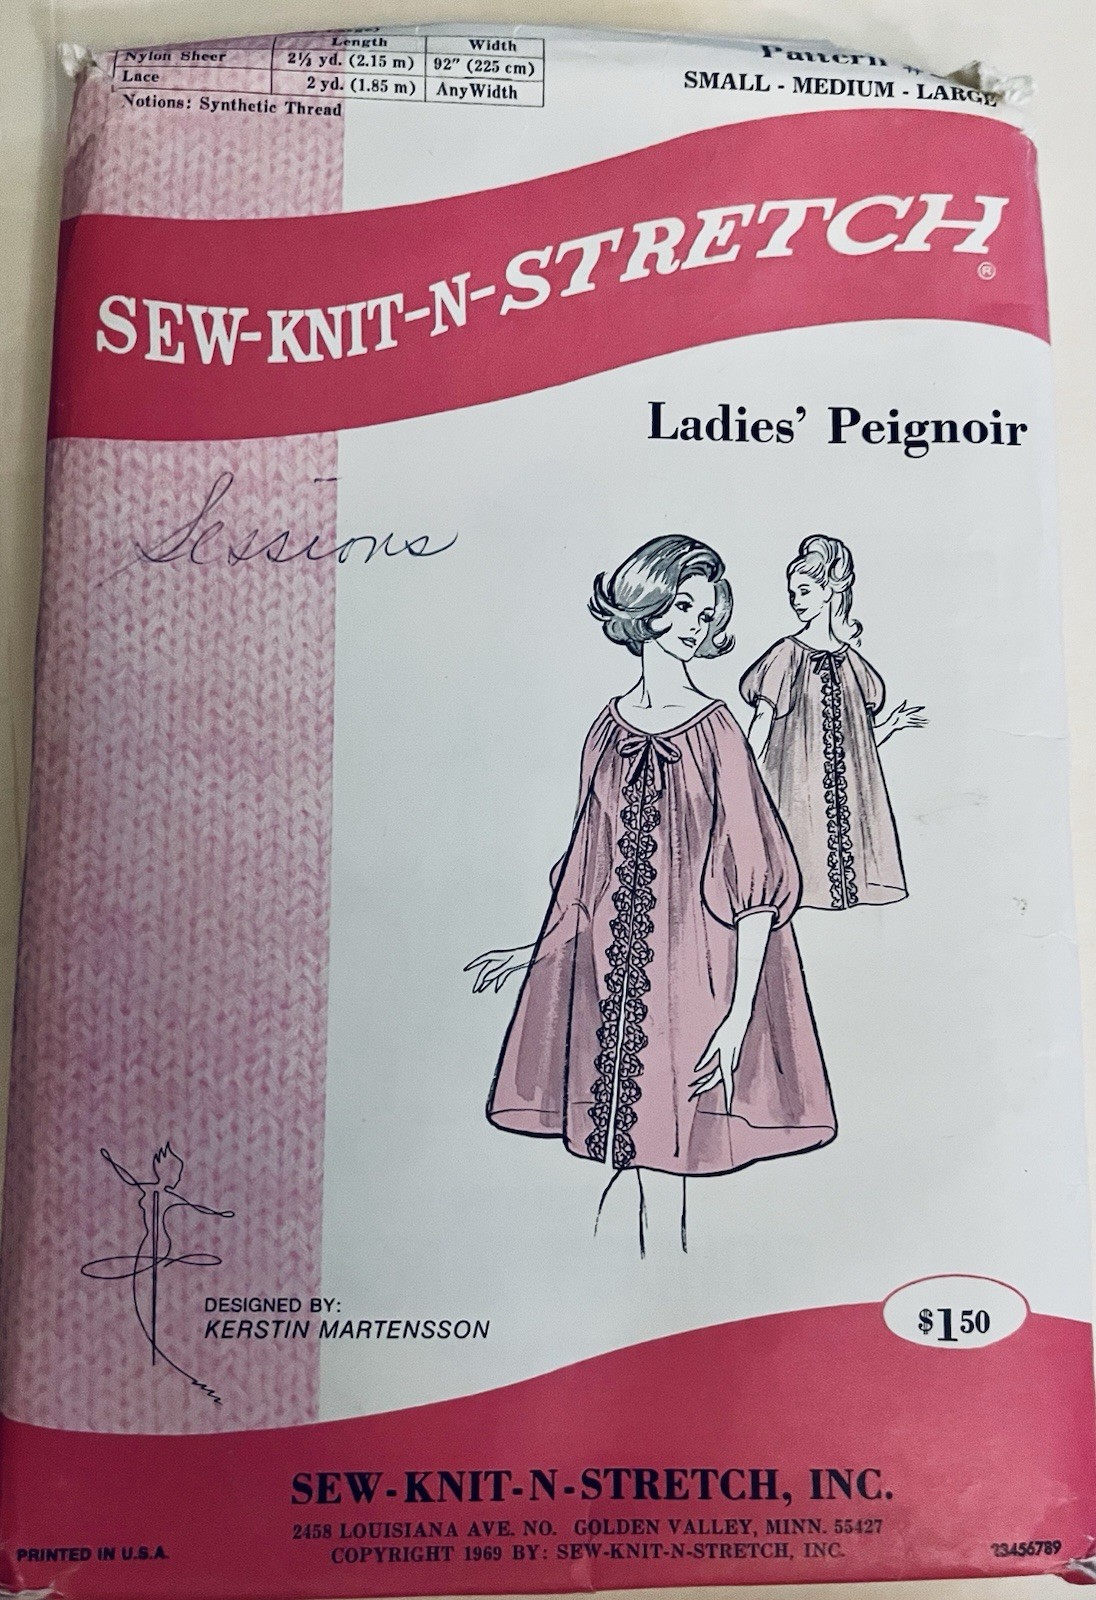 Length Width
Nylon Sheer 2⅓ yd. (2.15 m) 92" (225 cm)
Lace 2 yd. (1.85 m) Any Width
Notions: Synthetic Thread
Pattern #
SMALL - MEDIUM - LARGE
SEW-KNIT-N-STRETCH ®
Ladies' Peignoir
Sessions
DESIGNED BY:
KERSTIN MARTENSSON
$1.50
SEW-KNIT-N-STRETCH, INC.
2458 LOUISIANA AVE. NO. GOLDEN VALLEY, MINN. 55427
PRINTED IN U.S.A. COPYRIGHT 1969 BY: SEW-KNIT-N-STRETCH, INC. 23456789